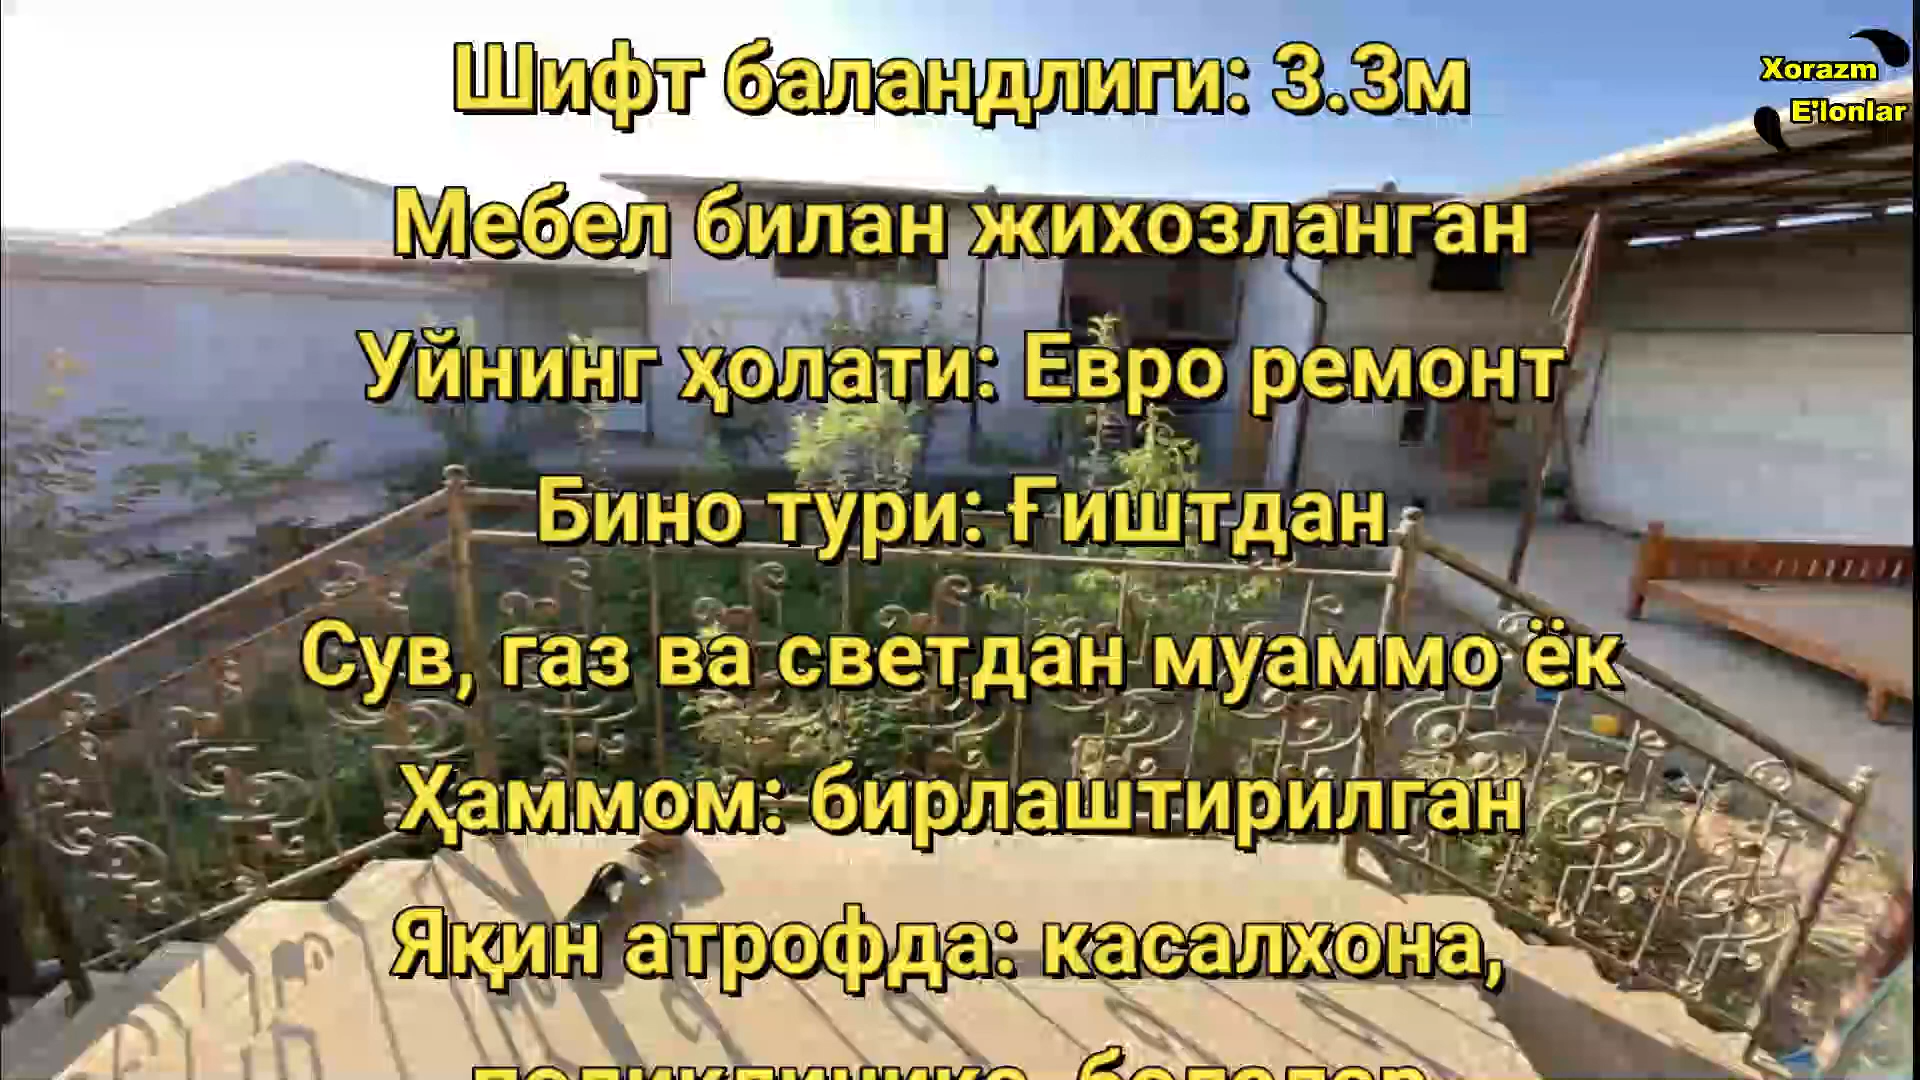 Шифт баландлиги: 3.3м
Xorazm
E'lonlar
Мебел билан жихозланган
Уйнинг ҳолати: Евро ремонт
Бино тури: Ғиштдан
Сув, газ ва светдан муаммо ёк
Ҳаммом: бирлаштирилган
Яқин атрофда: касалхона,